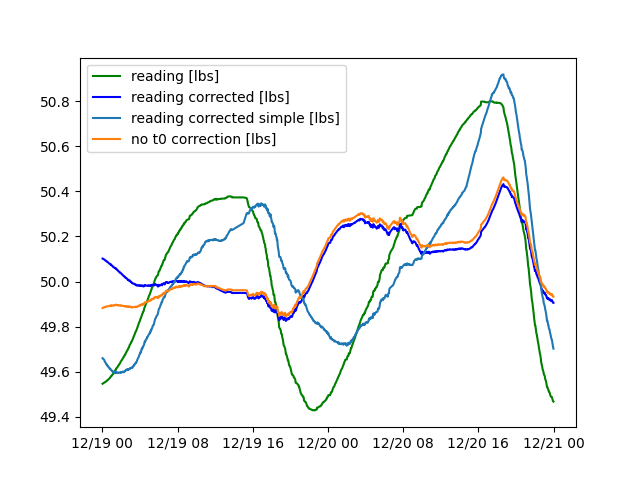 reading [lbs]
reading corrected [lbs]
reading corrected simple [lbs]
no t0 correction [lbs]
50.8
50.6
50.4
50.2
50.0
49.8
49.6
49.4
12/19 00 12/19 08 12/19 16 12/20 00 12/20 08 12/20 16 12/21 00